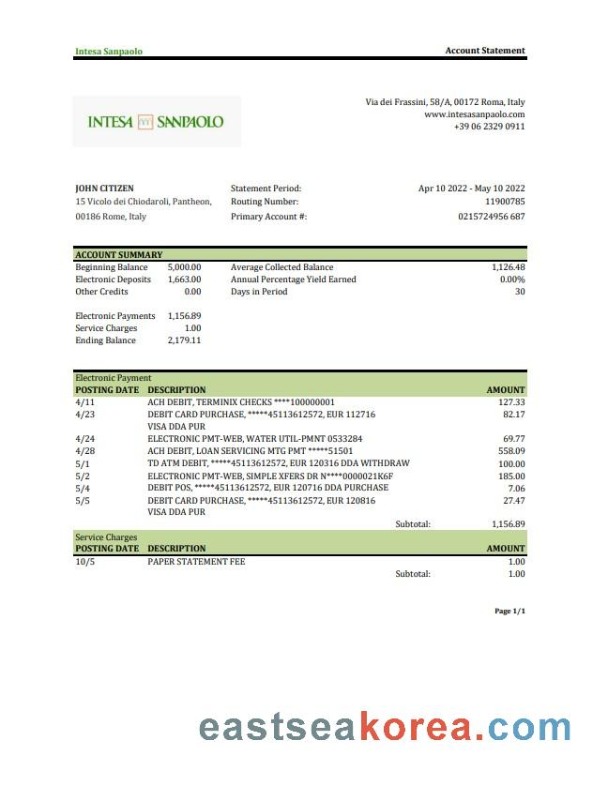 Intesa Sanpaolo Account Statement
INTESA SANPAOLO
Via dei Frassini, 58/A, 00172 Roma, Italy
www.intesasanpaolo.com
+39 06 2329 0911
JOHN CITIZEN Statement Period: Apr 10 2022 - May 10 2022
15 Vicolo dei Chiodaroli, Pantheon, Routing Number: 11900785
00186 Rome, Italy Primary Account #: 0215724956 687
ACCOUNT SUMMARY
Beginning Balance 5,000.00 Average Collected Balance 1,126.48
Electronic Deposits 1,663.00 Annual Percentage Yield Earned 0.00%
Other Credits 0.00 Days in Period 30
Electronic Payments 1,156.89
Service Charges 1.00
Ending Balance 2,179.11
Electronic Payment
POSTING DATE DESCRIPTION AMOUNT
4/11 ACH DEBIT, TERMINIX CHECKS ****100000001 127.33
4/23 DEBIT CARD PURCHASE, *****45113612572, EUR 112716 82.17
VISA DDA PUR
4/24 ELECTRONIC PMT-WEB, WATER UTIL-PMNT 0533284 69.77
4/28 ACH DEBIT, LOAN SERVICING MTG PMT *****51501 558.09
5/1 TD ATM DEBIT, *****45113612572, EUR 120316 DDA WITHDRAW 100.00
5/2 ELECTRONIC PMT-WEB, SIMPLE XFERS DR N****0000021K6F 185.00
5/4 DEBIT POS, *****45113612572, EUR 120716 DDA PURCHASE 7.06
5/5 DEBIT CARD PURCHASE, *****45113612572, EUR 120816 27.47
VISA DDA PUR
Subtotal: 1,156.89
Service Charges
POSTING DATE DESCRIPTION AMOUNT
10/5 PAPER STATEMENT FEE 1.00
Subtotal: 1.00
Page 1/1
eastseakorea.com